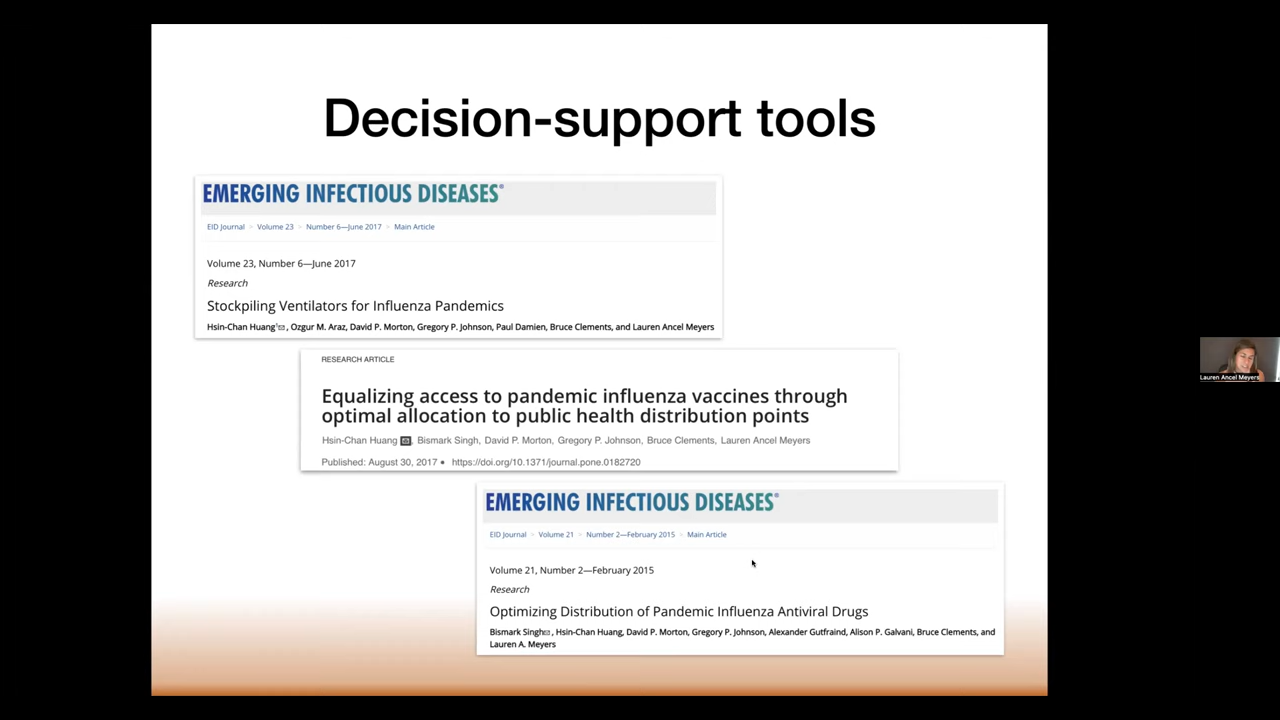 Decision-support tools
EMERGING INFECTIOUS DISEASES®
EID Journal Volume 23 Number 6—June 2017 Main Article
Volume 23, Number 6—June 2017
Research
Stockpiling Ventilators for Influenza Pandemics
Hsin-Chan Huang¹, Ozgur M. Araz, David P. Morton, Gregory P. Johnson, Paul Damien, Bruce Clements, and Lauren Ancel Meyers
RESEARCH ARTICLE
Equalizing access to pandemic influenza vaccines through
optimal allocation to public health distribution points
Hsin-Chan Huang, Bismark Singh, David P. Morton, Gregory P. Johnson, Bruce Clements, Lauren Ancel Meyers
Published: August 30, 2017 • https://doi.org/10.1371/journal.pone.0182720
EMERGING INFECTIOUS DISEASES®
EID Journal Volume 21 Number 2—February 2015 Main Article
Volume 21, Number 2—February 2015
Research
Optimizing Distribution of Pandemic Influenza Antiviral Drugs
Bismark Singh, Hsin-Chan Huang, David P. Morton, Gregory P. Johnson, Alexander Gutfraind, Alison P. Galvani, Bruce Clements, and
Lauren A. Meyers
Lauren Ancel Meyers